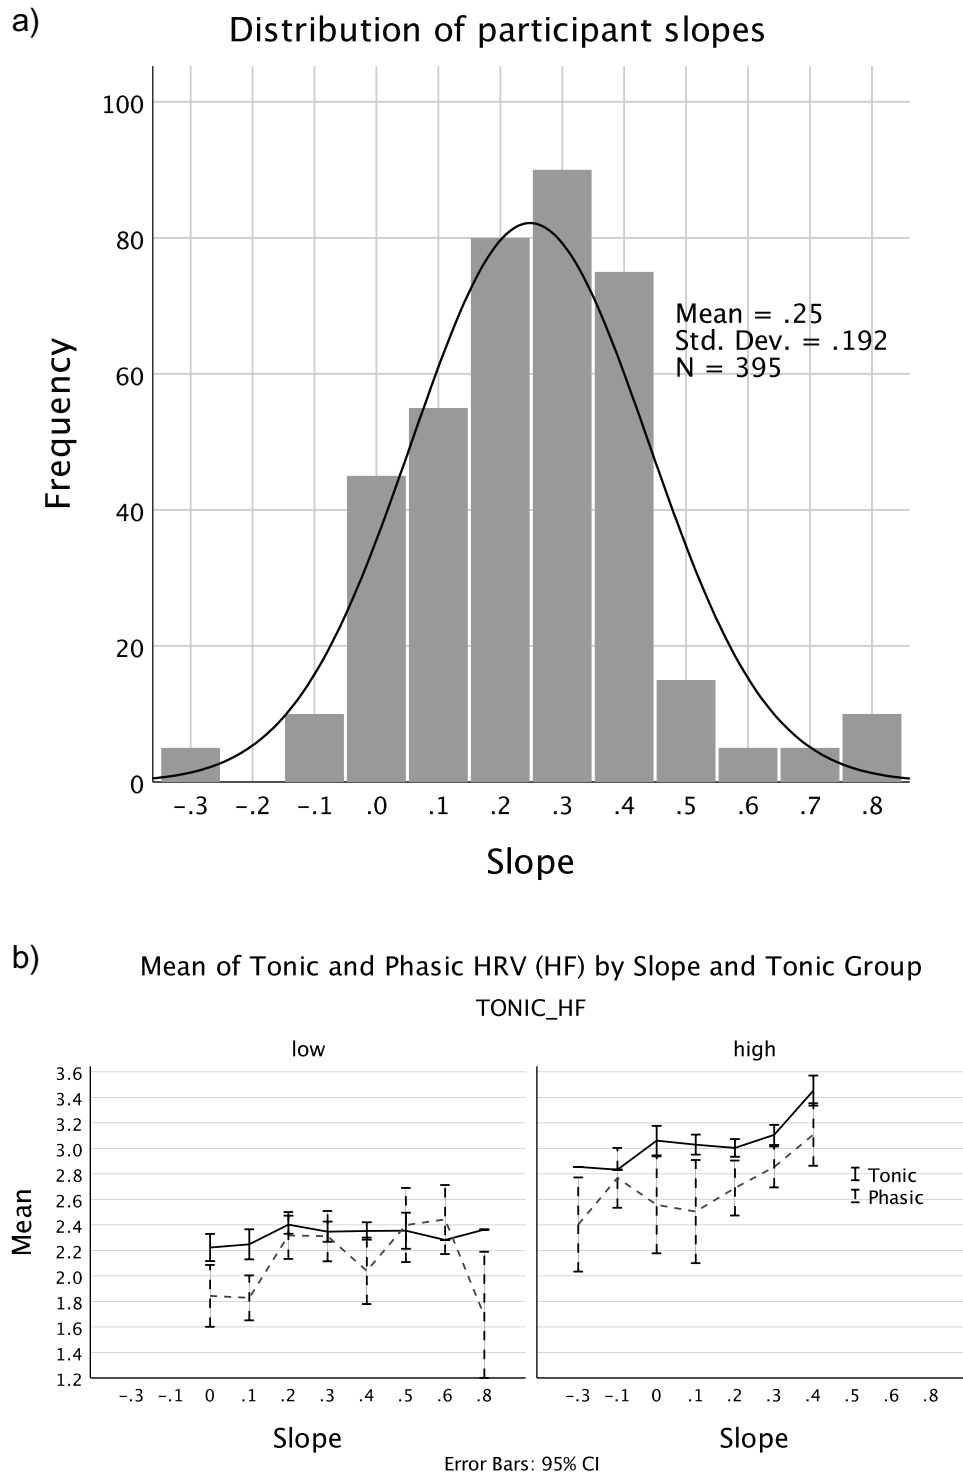 a)
Distribution of participant slopes
100
80
60
40
20
0
Frequency
Mean = .25
Std. Dev. = .192
N = 395
-.3 -.2 -.1 .0 .1 .2 .3 .4 .5 .6 .7 .8
Slope
b)
Mean of Tonic and Phasic HRV (HF) by Slope and Tonic Group
TONIC_HF
low high
3.6
3.4
3.2
3.0
2.8
2.6
2.4
2.2
2.0
1.8
1.6
1.4
1.2
Mean
Tonic
Phasic
-.3 -.1 0 .1 .2 .3 .4 .5 .6 .8 -.3 -.1 0 .1 .2 .3 .4 .5 .6 .8
Slope Slope
Error Bars: 95% CI